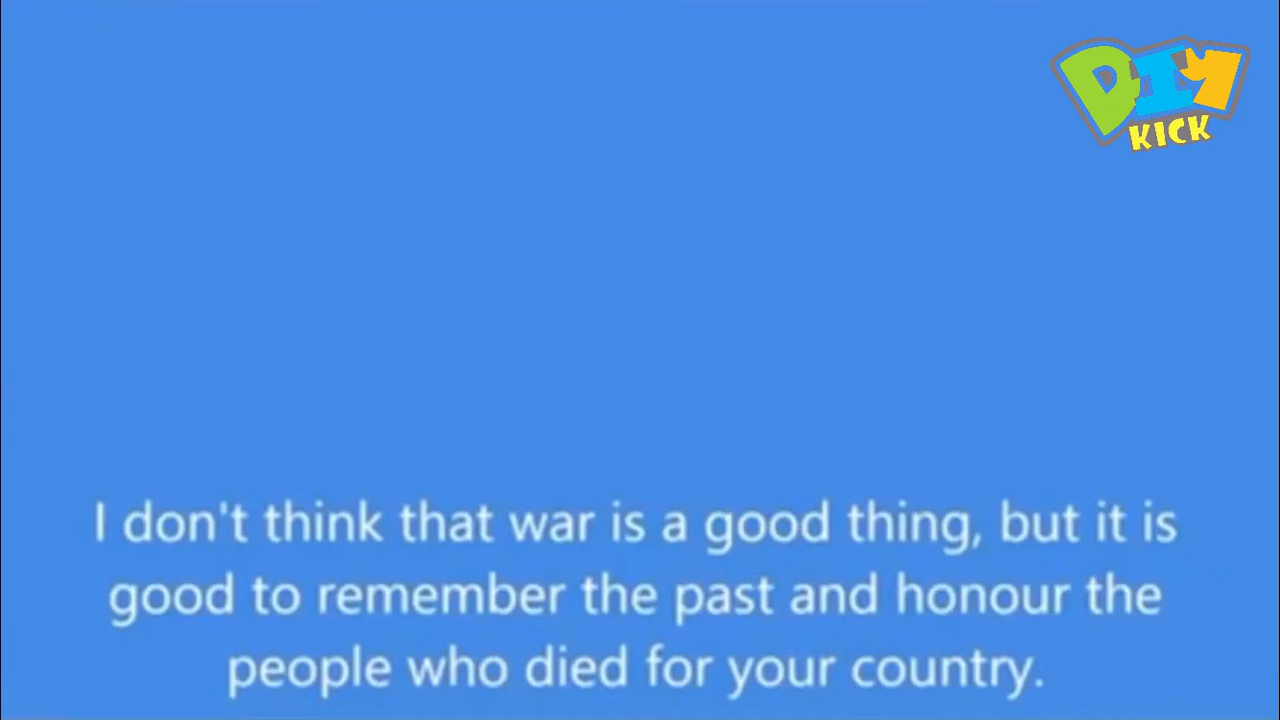 DIY
KICK
I don't think that war is a good thing, but it is
good to remember the past and honour the
people who died for your country.